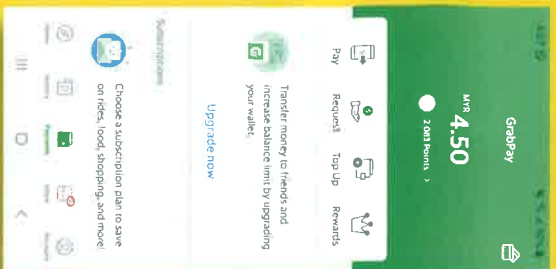 GrabPay
MYR
4.50
2 083 Points >
Pay
Request
Top Up
Rewards
Transfer money to friends and
increase balance limit by upgrading
your wallet.
Upgrade now
Subscriptions
Choose a subscription plan to save
on rides, food, shopping, and more!
Payment